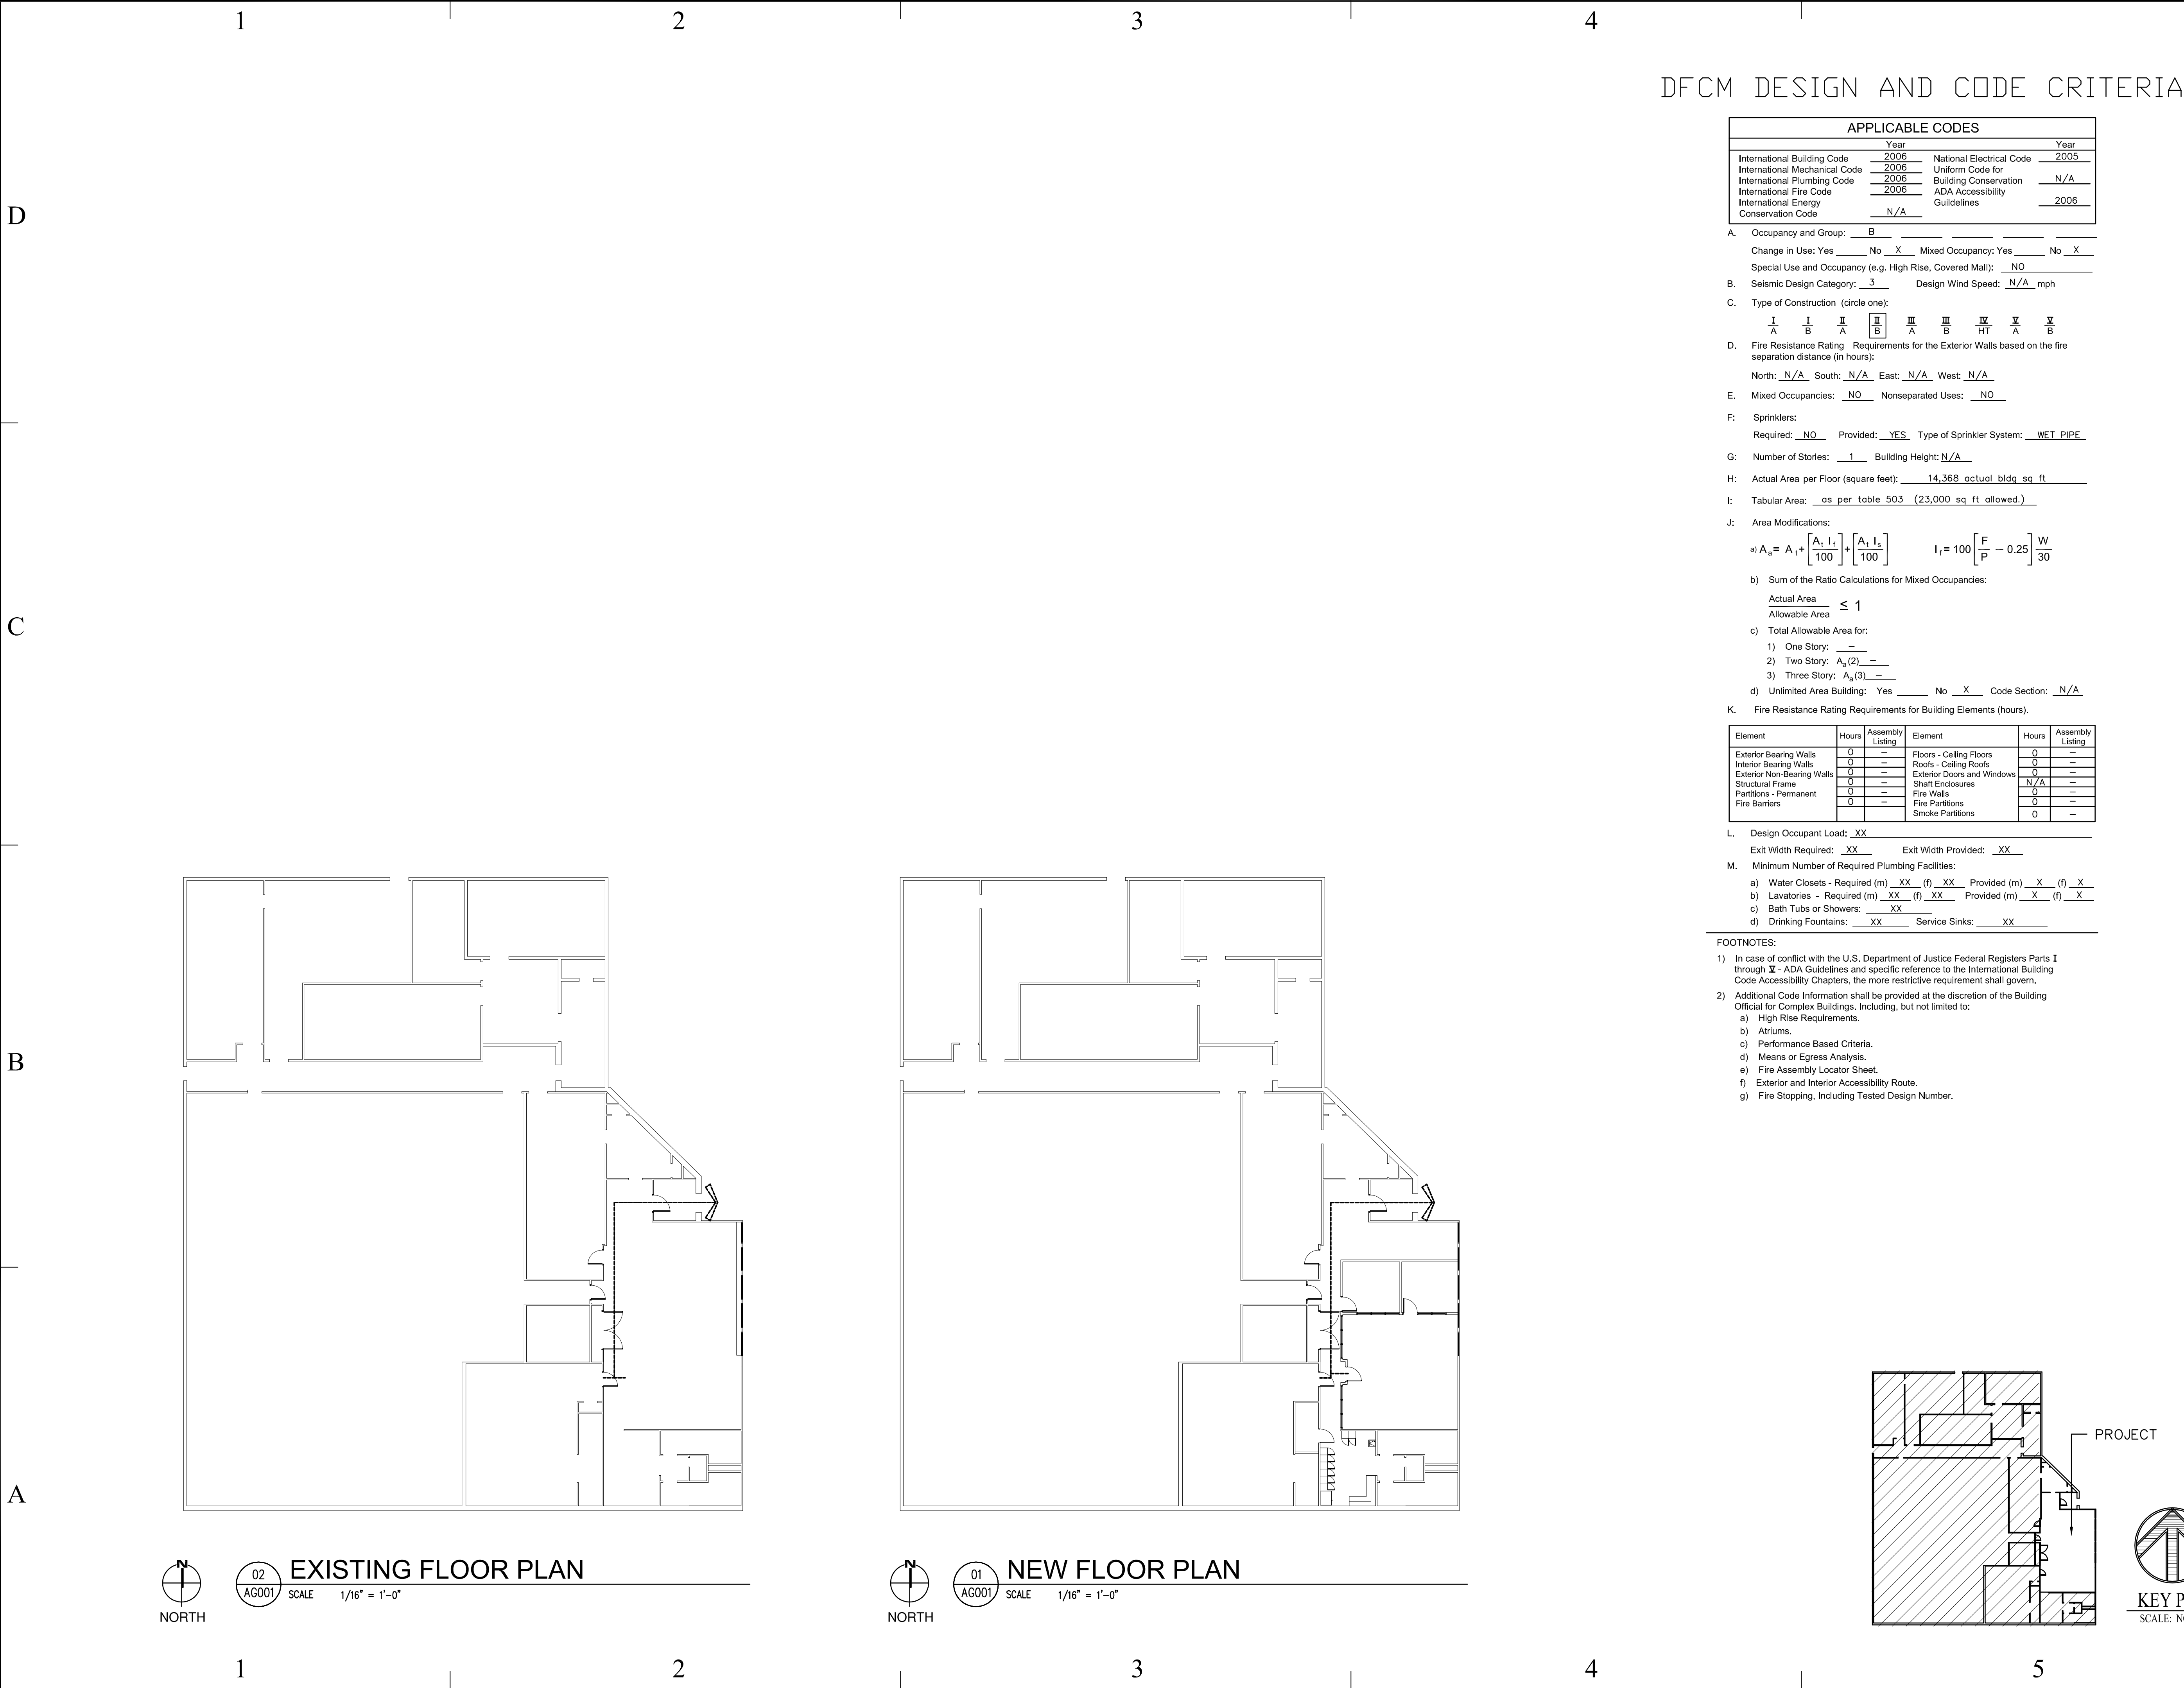 1 2 3 4
DFCM DESIGN AND CODE CRITERIA
APPLICABLE CODES
Year Year
International Building Code 2006 National Electrical Code 2005
International Mechanical Code 2006 Uniform Code for
International Plumbing Code 2006 Building Conservation N/A
International Fire Code 2006 ADA Accessibility
International Energy Guildelines 2006
Conservation Code N/A
A. Occupancy and Group: B
Change in Use: Yes No X Mixed Occupancy: Yes No X
Special Use and Occupancy (e.g. High Rise, Covered Mall): NO
B. Seismic Design Category: 3 Design Wind Speed: N/A mph
C. Type of Construction (circle one):
I I II II III III IV V V
A B A B A B HT A B
D. Fire Resistance Rating Requirements for the Exterior Walls based on the fire
separation distance (in hours):
North: N/A South: N/A East: N/A West: N/A
E. Mixed Occupancies: NO Nonseparated Uses: NO
F: Sprinklers:
Required: NO Provided: YES Type of Sprinkler System: WET PIPE
G: Number of Stories: 1 Building Height: N/A
H: Actual Area per Floor (square feet): 14,368 actual bldg sq ft
I: Tabular Area: as per table 503 (23,000 sq ft allowed.)
J: Area Modifications:
a) Aa = At + [At If / 100] + [At Is / 100] If = 100 [F / P − 0.25] W / 30
b) Sum of the Ratio Calculations for Mixed Occupancies:
Actual Area
≤ 1
Allowable Area
c) Total Allowable Area for:
1) One Story: –
2) Two Story: Aa(2) –
3) Three Story: Aa(3) –
d) Unlimited Area Building: Yes No X Code Section: N/A
K. Fire Resistance Rating Requirements for Building Elements (hours).
Element Hours Assembly Listing Element Hours Assembly Listing
Exterior Bearing Walls 0 – Floors - Ceiling Floors 0 –
Interior Bearing Walls 0 – Roofs - Ceiling Roofs 0 –
Exterior Non-Bearing Walls 0 – Exterior Doors and Windows 0 –
Structural Frame 0 – Shaft Enclosures N/A –
Partitions - Permanent 0 – Fire Walls 0 –
Fire Barriers 0 – Fire Partitions 0 –
Smoke Partitions 0 –
L. Design Occupant Load: XX
Exit Width Required: XX Exit Width Provided: XX
M. Minimum Number of Required Plumbing Facilities:
a) Water Closets - Required (m) XX (f) XX Provided (m) X (f) X
b) Lavatories - Required (m) XX (f) XX Provided (m) X (f) X
c) Bath Tubs or Showers: XX
d) Drinking Fountains: XX Service Sinks: XX
FOOTNOTES:
1) In case of conflict with the U.S. Department of Justice Federal Registers Parts I
through V - ADA Guidelines and specific reference to the International Building
Code Accessibility Chapters, the more restrictive requirement shall govern.
2) Additional Code Information shall be provided at the discretion of the Building
Official for Complex Buildings. Including, but not limited to:
a) High Rise Requirements.
b) Atriums.
c) Performance Based Criteria.
d) Means or Egress Analysis.
e) Fire Assembly Locator Sheet.
f) Exterior and Interior Accessibility Route.
g) Fire Stopping, Including Tested Design Number.
D
C
B
A
PROJECT
KEY P
SCALE: N
N
NORTH
02
AG001
EXISTING FLOOR PLAN
SCALE 1/16" = 1'-0"
N
NORTH
01
AG001
NEW FLOOR PLAN
SCALE 1/16" = 1'-0"
1 2 3 4 5